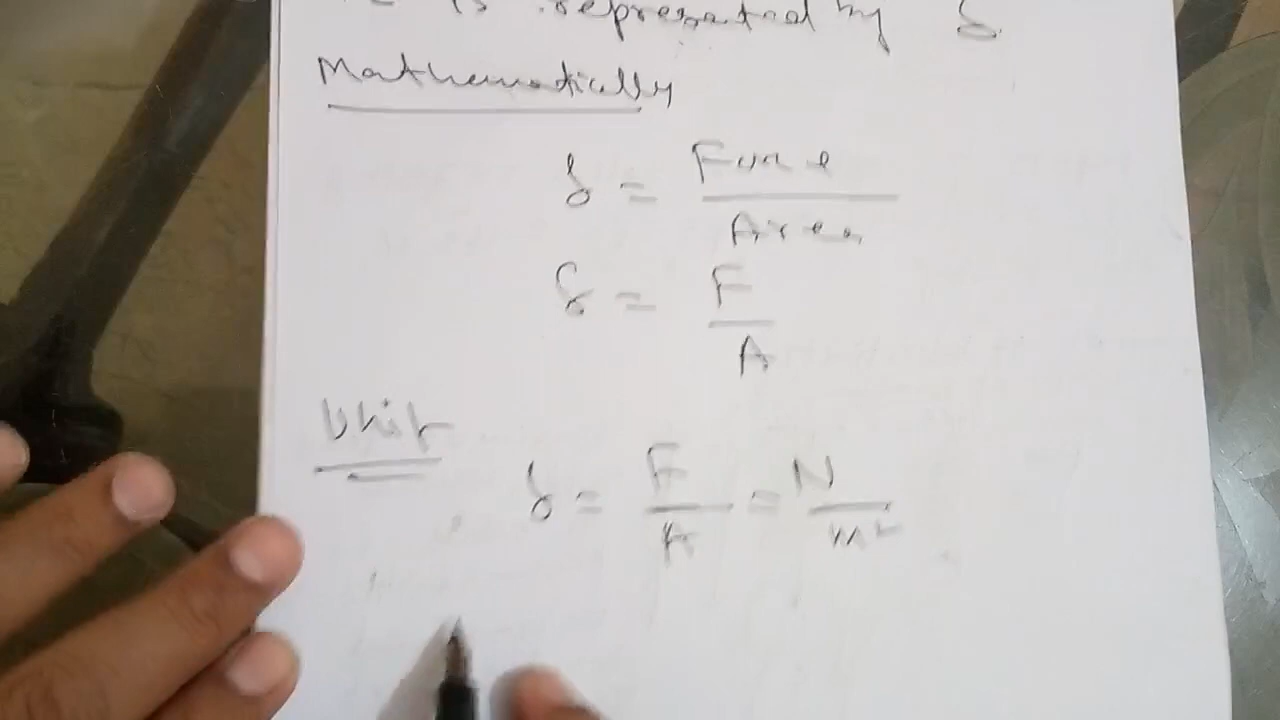 is represented by δ
Mathematically
δ = Force / Area
δ = F / A
Unit
δ = F / A = N / m²